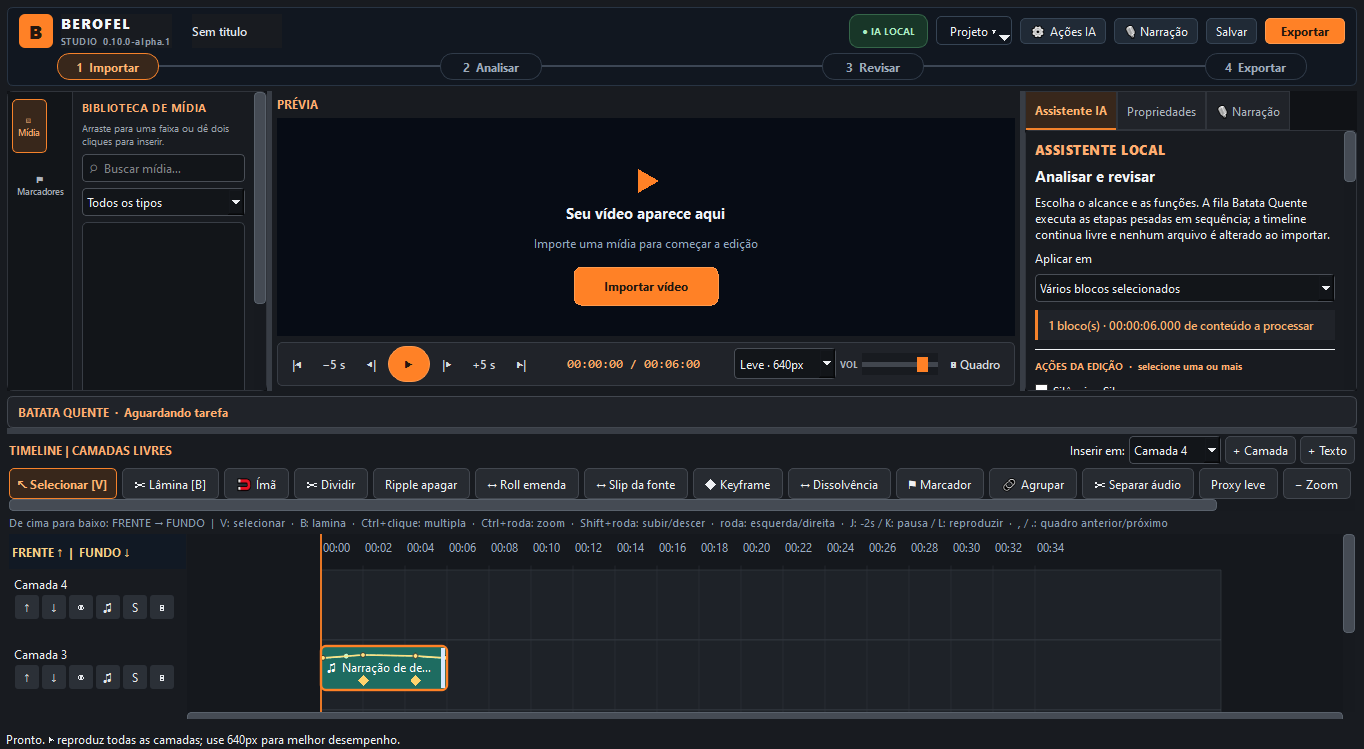 B BEROFEL
STUDIO 0.10.0-alpha.1
Sem título
• IA LOCAL
Projeto
Ações IA
Narração
Salvar
Exportar
1 Importar
2 Analisar
3 Revisar
4 Exportar
Mídia
Marcadores
BIBLIOTECA DE MÍDIA
Arraste para uma faixa ou dê dois
cliques para inserir.
Buscar mídia...
Todos os tipos
PRÉVIA
Seu vídeo aparece aqui
Importe uma mídia para começar a edição
Importar vídeo
−5 s
+5 s
00:00:00 / 00:06:00
Leve · 640px
VOL
Quadro
Assistente IA
Propriedades
Narração
ASSISTENTE LOCAL
Analisar e revisar
Escolha o alcance e as funções. A fila Batata Quente
executa as etapas pesadas em sequência; a timeline
continua livre e nenhum arquivo é alterado ao importar.
Aplicar em
Vários blocos selecionados
1 bloco(s) · 00:00:06.000 de conteúdo a processar
AÇÕES DA EDIÇÃO · selecione uma ou mais
BATATA QUENTE · Aguardando tarefa
TIMELINE | CAMADAS LIVRES
Inserir em:
Camada 4
+ Camada
+ Texto
↖ Selecionar [V]
✂ Lâmina [B]
Ímã
✂ Dividir
Ripple apagar
↔ Roll emenda
↔ Slip da fonte
◆ Keyframe
↔ Dissolvência
Marcador
Agrupar
✂ Separar áudio
Proxy leve
− Zoom
De cima para baixo: FRENTE → FUNDO | V: selecionar · B: lamina · Ctrl+clique: multipla · Ctrl+roda: zoom · Shift+roda: subir/descer · roda: esquerda/direita · J: -2s / K: pausa / L: reproduzir · , / .: quadro anterior/próximo
FRENTE ↑ | FUNDO ↓
00:00 00:02 00:04 00:06 00:08 00:10 00:12 00:14 00:16 00:18 00:20 00:22 00:24 00:26 00:28 00:30 00:32 00:34
Camada 4
↑ ↓ ♫ S
Camada 3
↑ ↓ ♫ S
♫ Narração de de...
Pronto. ▶ reproduz todas as camadas; use 640px para melhor desempenho.